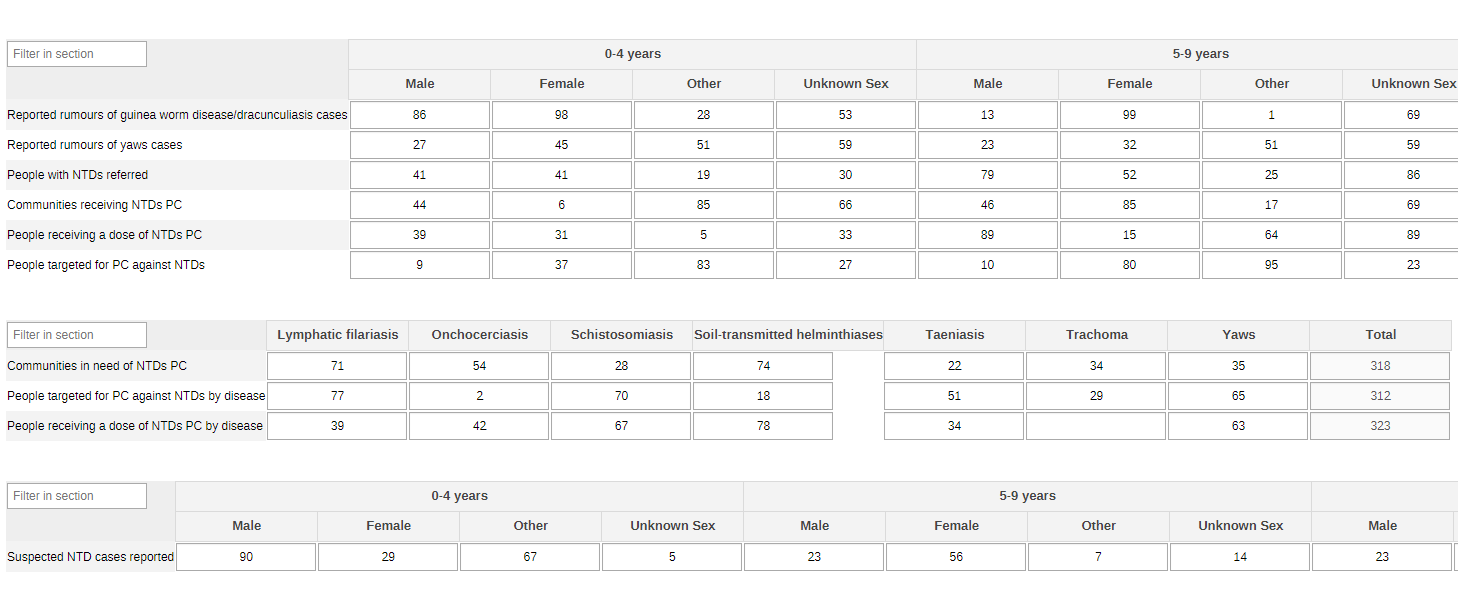 Filter in section 0-4 years 5-9 years
Male Female Other Unknown Sex Male Female Other Unknown Sex
Reported rumours of guinea worm disease/dracunculiasis cases 86 98 28 53 13 99 1 69
Reported rumours of yaws cases 27 45 51 59 23 32 51 59
People with NTDs referred 41 41 19 30 79 52 25 86
Communities receiving NTDs PC 44 6 85 66 46 85 17 69
People receiving a dose of NTDs PC 39 31 5 33 89 15 64 89
People targeted for PC against NTDs 9 37 83 27 10 80 95 23
Filter in section Lymphatic filariasis Onchocerciasis Schistosomiasis Soil-transmitted helminthiases Taeniasis Trachoma Yaws Total
Communities in need of NTDs PC 71 54 28 74 22 34 35 318
People targeted for PC against NTDs by disease 77 2 70 18 51 29 65 312
People receiving a dose of NTDs PC by disease 39 42 67 78 34 63 323
Filter in section 0-4 years 5-9 years
Male Female Other Unknown Sex Male Female Other Unknown Sex Male
Suspected NTD cases reported 90 29 67 5 23 56 7 14 23